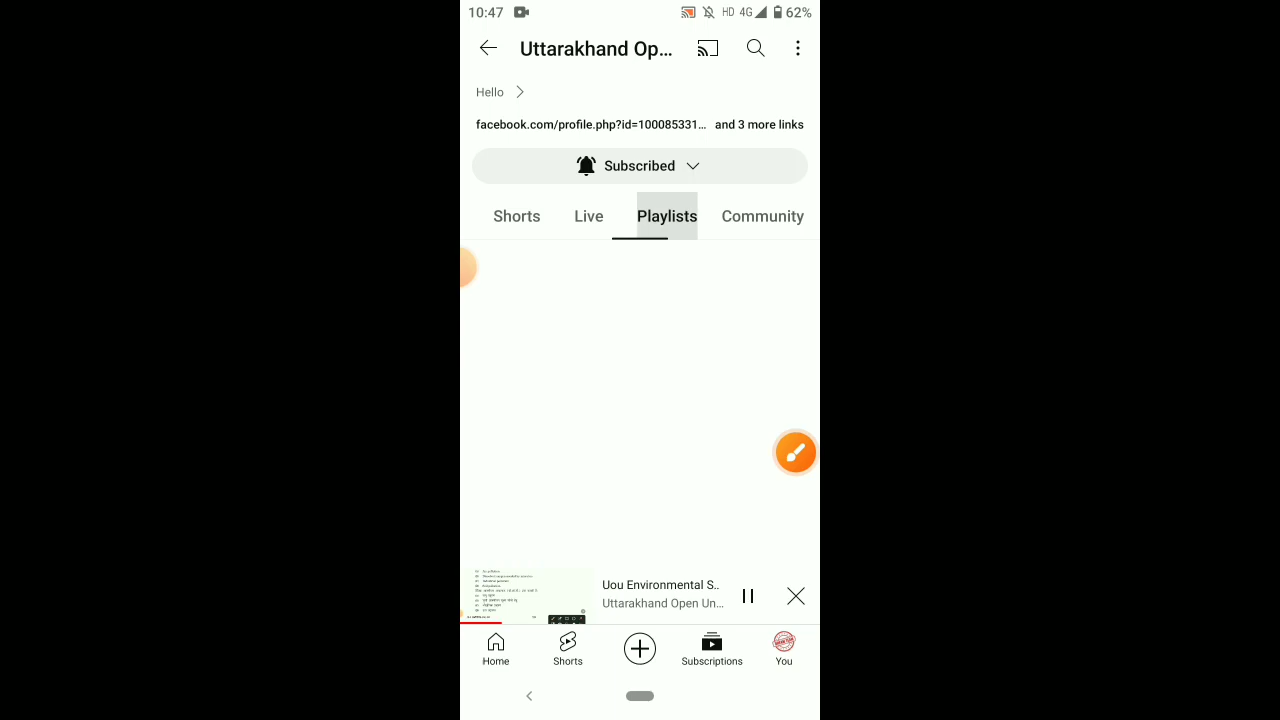 10:47 HD 4G 62%
Uttarakhand Op...
Hello
facebook.com/profile.php?id=100085331... and 3 more links
Subscribed
Shorts Live Playlists Community
Uou Environmental S..
Uttarakhand Open Un...
Home Shorts Subscriptions You